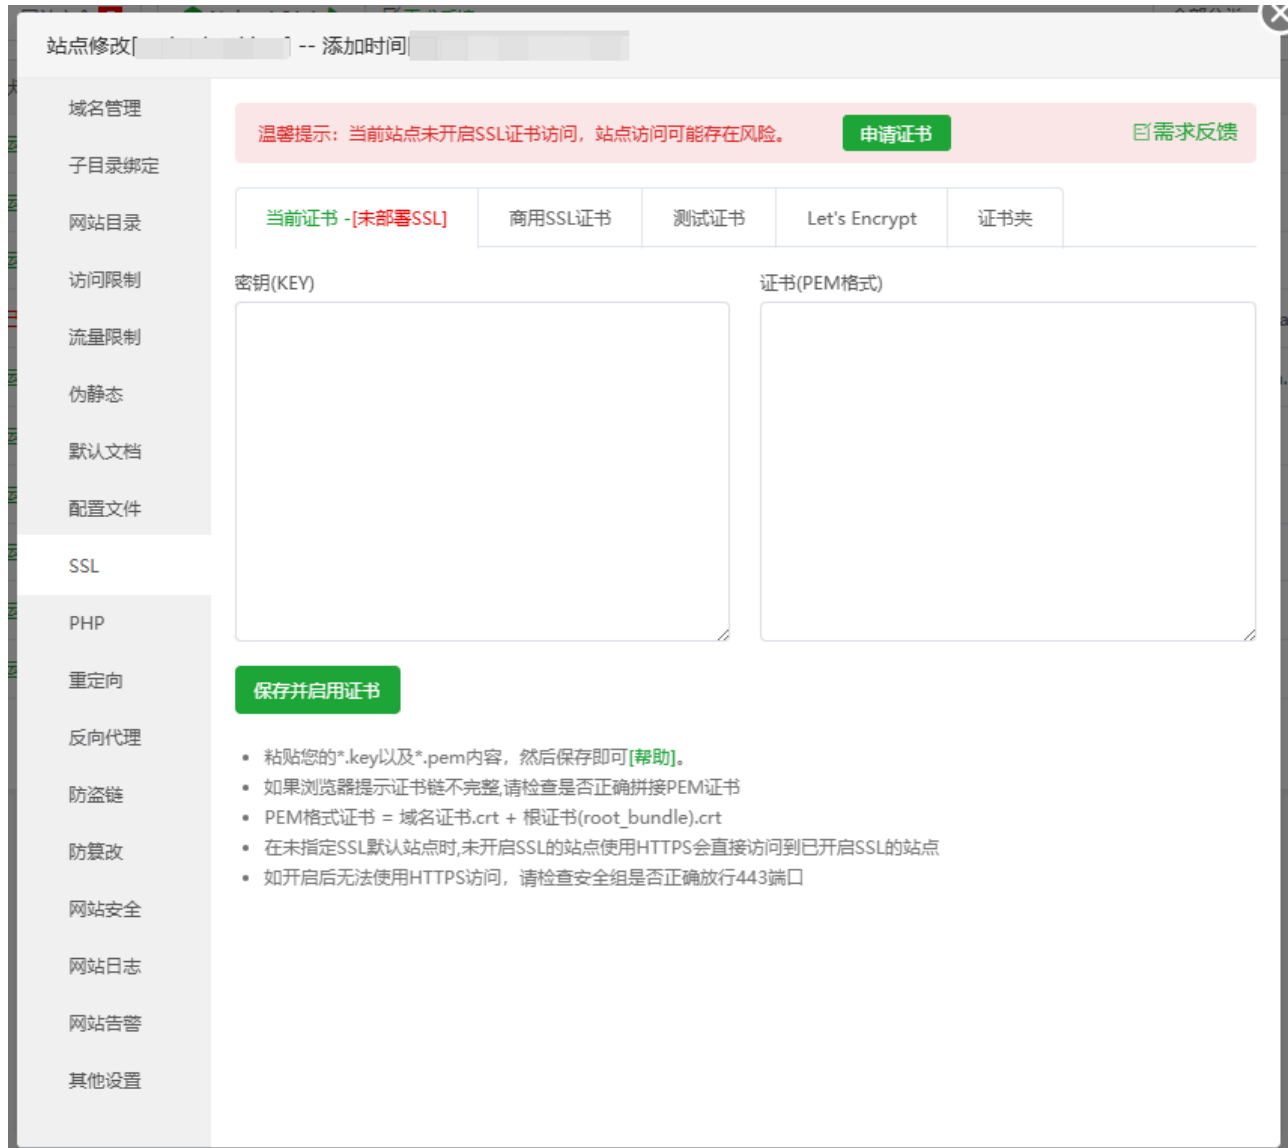 站点修改[ ] -- 添加时间[
域名管理
子目录绑定
网站目录
访问限制
流量限制
伪静态
默认文档
配置文件
SSL
PHP
重定向
反向代理
防盗链
防篡改
网站安全
网站日志
网站告警
其他设置
温馨提示：当前站点未开启SSL证书访问，站点访问可能存在风险。 申请证书 需求反馈
当前证书 -[未部署SSL] 商用SSL证书 测试证书 Let's Encrypt 证书夹
密钥(KEY) 证书(PEM格式)
保存并启用证书
粘贴您的*.key以及*.pem内容，然后保存即可[帮助]。
如果浏览器提示证书链不完整,请检查是否正确拼接PEM证书
PEM格式证书 = 域名证书.crt + 根证书(root_bundle).crt
在未指定SSL默认站点时,未开启SSL的站点使用HTTPS会直接访问到已开启SSL的站点
如开启后无法使用HTTPS访问，请检查安全组是否正确放行443端口